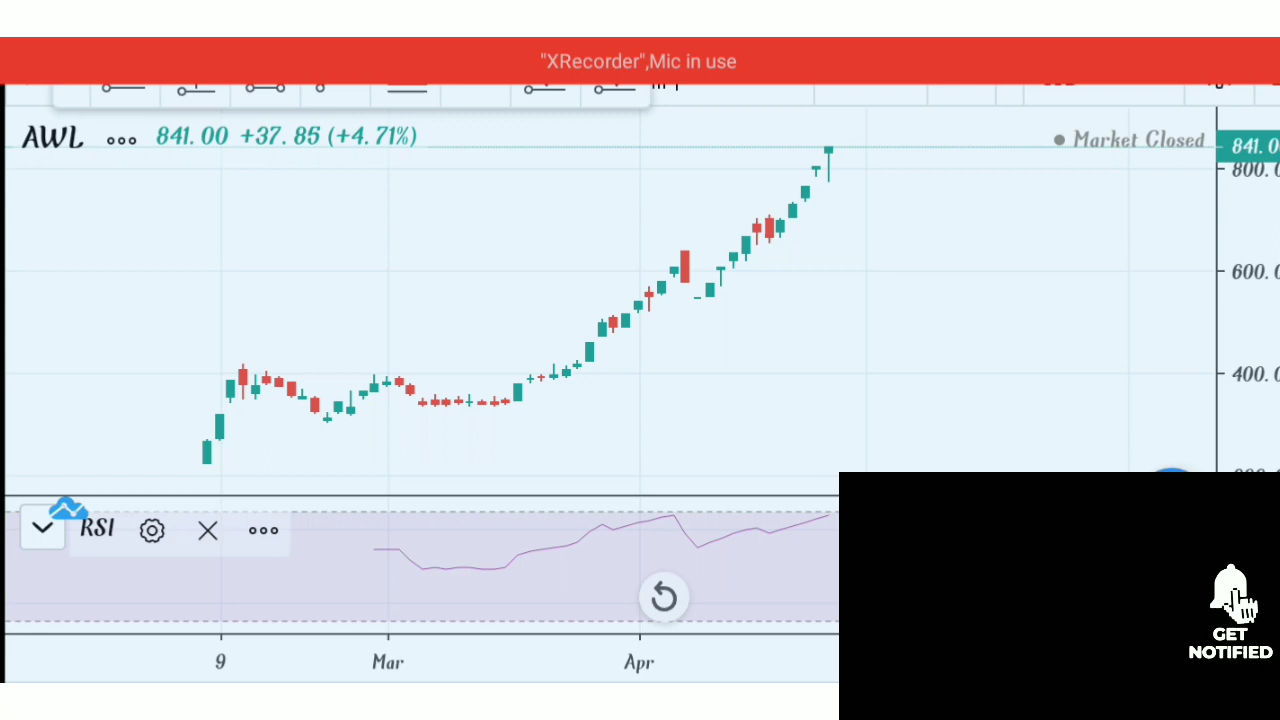 "XRecorder",Mic in use
AWL 841.00 +37.85 (+4.71%)
Market Closed
841.0
800.0
600.0
400.0
RSI
9 Mar Apr
GET
NOTIFIED